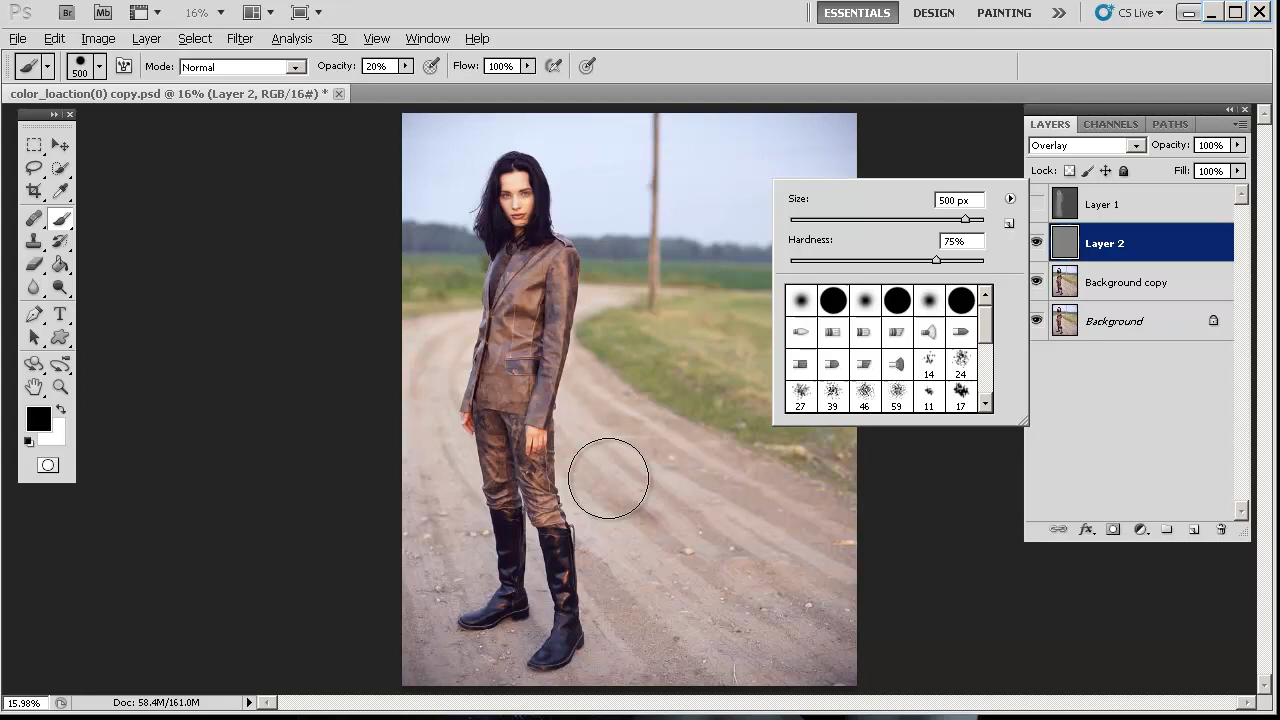 Ps Br Mb 16% ESSENTIALS DESIGN PAINTING CS Live
File Edit Image Layer Select Filter Analysis 3D View Window Help
500 Mode: Normal Opacity: 20% Flow: 100%
color_loaction(0) copy.psd @ 16% (Layer 2, RGB/16#) *
LAYERS CHANNELS PATHS
Overlay Opacity: 100%
Lock: Fill: 100%
Layer 1
Layer 2
Background copy
Background
Size: 500 px
Hardness: 75%
14 24
27 39 46 59 11 17
15.98% Doc: 58.4M/161.0M